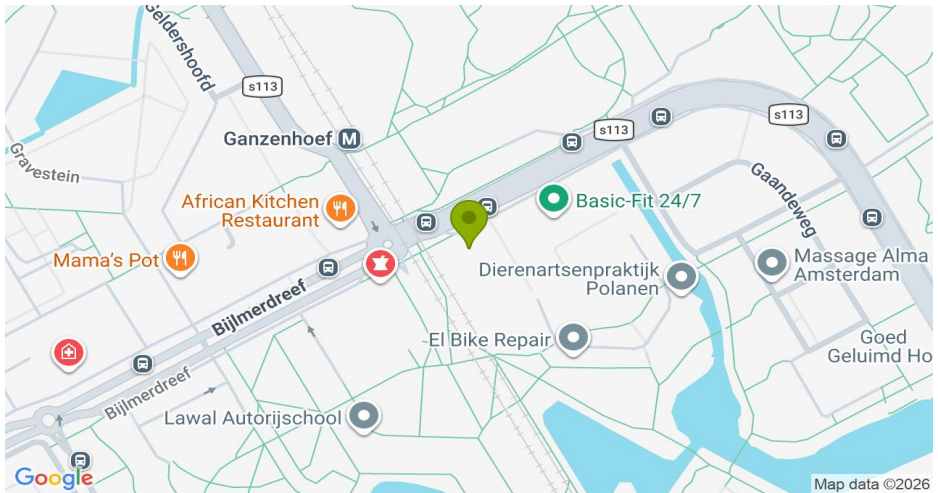 Geldershoofd
s113
Ganzenhoef M
s113
s113
Gravestein
Gaandeweg
African Kitchen
Restaurant
Basic-Fit 24/7
Mama's Pot
Dierenartsenpraktijk
Polanen
Massage Alma
Amsterdam
Bijlmerdreef
El Bike Repair
Goed
Geluimd Ho
Bijlmerdreef
Lawal Autorijschool
Google
Map data ©2026